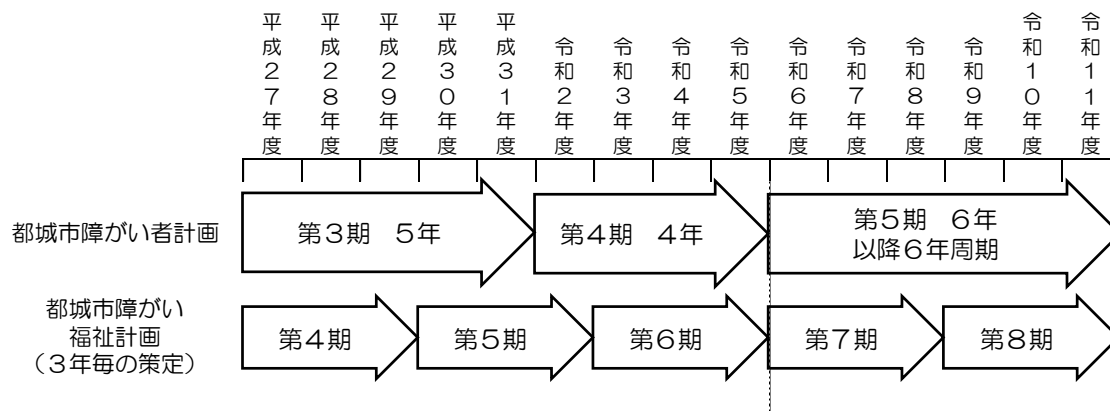 平成27年度
平成28年度
平成29年度
平成30年度
平成31年度
令和2年度
令和3年度
令和4年度
令和5年度
令和6年度
令和7年度
令和8年度
令和9年度
令和10年度
令和11年度
都城市障がい者計画
第3期 5年
第4期 4年
第5期 6年
以降6年周期
都城市障がい
福祉計画
（3年毎の策定）
第4期
第5期
第6期
第7期
第8期